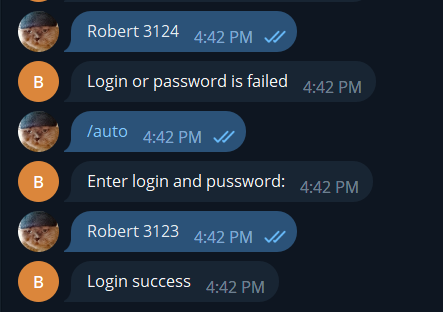 Robert 3124 4:42 PM
B Login or password is failed 4:42 PM
/auto 4:42 PM
B Enter login and pussword: 4:42 PM
Robert 3123 4:42 PM
B Login success 4:42 PM